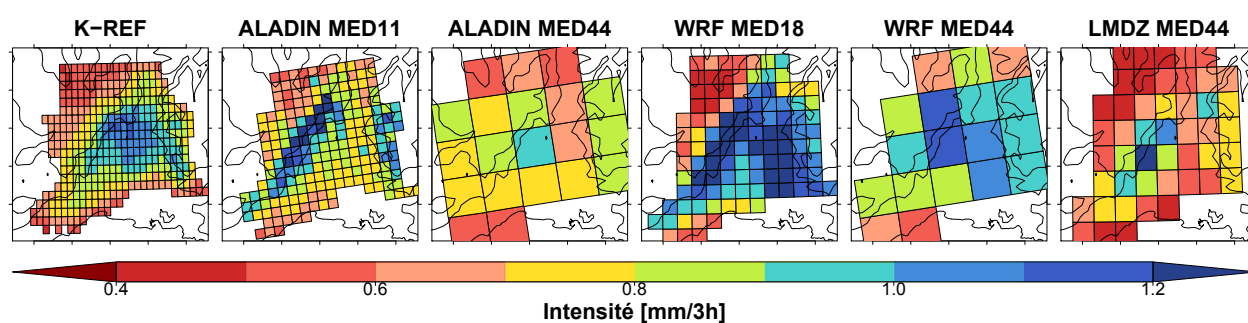 K−REF ALADIN MED11 ALADIN MED44 WRF MED18 WRF MED44 LMDZ MED44
0.4 0.6 0.8 1.0 1.2
Intensité [mm/3h]